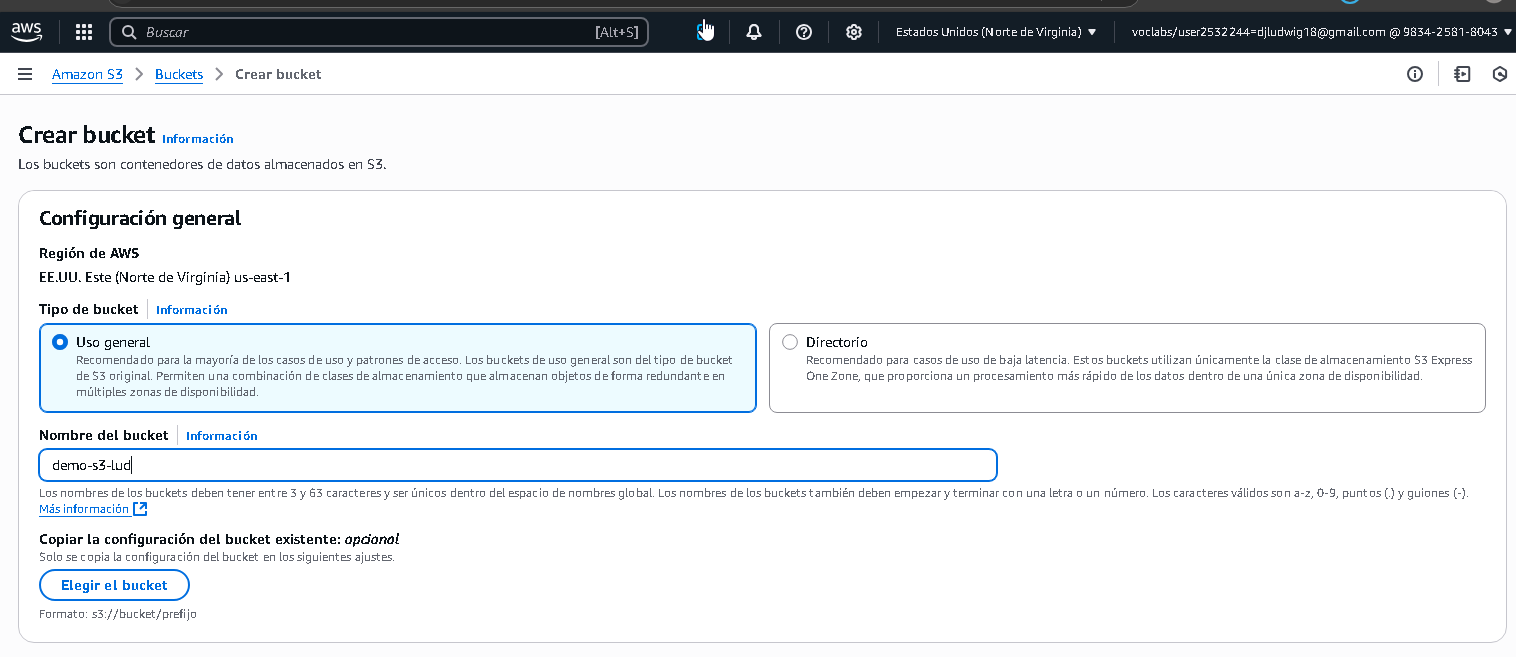 aws
Buscar [Alt+S] Estados Unidos (Norte de Virginia) voclabs/user2532244=djludwig18@gmail.com @ 9834-2581-8043
Amazon S3 Buckets Crear bucket
Crear bucket Información
Los buckets son contenedores de datos almacenados en S3.
Configuración general
Región de AWS
EE.UU. Este (Norte de Virginia) us-east-1
Tipo de bucket Información
Uso general
Recomendado para la mayoría de los casos de uso y patrones de acceso. Los buckets de uso general son del tipo de bucket
de S3 original. Permiten una combinación de clases de almacenamiento que almacenan objetos de forma redundante en
múltiples zonas de disponibilidad.
Directorio
Recomendado para casos de uso de baja latencia. Estos buckets utilizan únicamente la clase de almacenamiento S3 Express
One Zone, que proporciona un procesamiento más rápido de los datos dentro de una única zona de disponibilidad.
Nombre del bucket Información
demo-s3-lud
Los nombres de los buckets deben tener entre 3 y 63 caracteres y ser únicos dentro del espacio de nombres global. Los nombres de los buckets también deben empezar y terminar con una letra o un número. Los caracteres válidos son a-z, 0-9, puntos (.) y guiones (-).
Más información
Copiar la configuración del bucket existente: opcional
Solo se copia la configuración del bucket en los siguientes ajustes.
Elegir el bucket
Formato: s3://bucket/prefijo